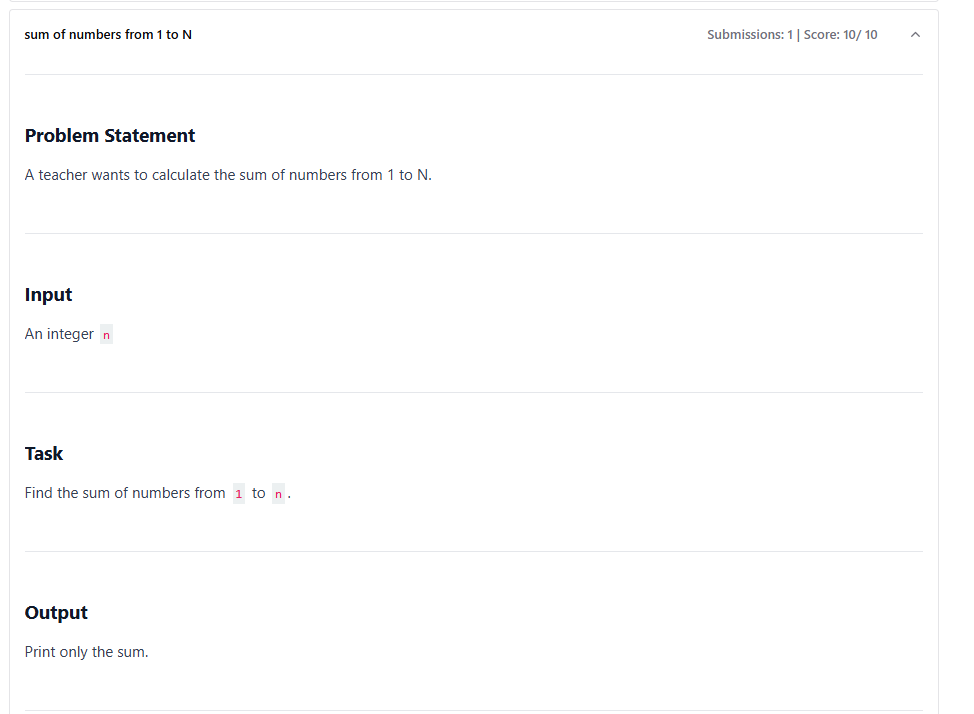 sum of numbers from 1 to N
Submissions: 1 | Score: 10/ 10
Problem Statement
A teacher wants to calculate the sum of numbers from 1 to N.
Input
An integer n
Task
Find the sum of numbers from 1 to n.
Output
Print only the sum.